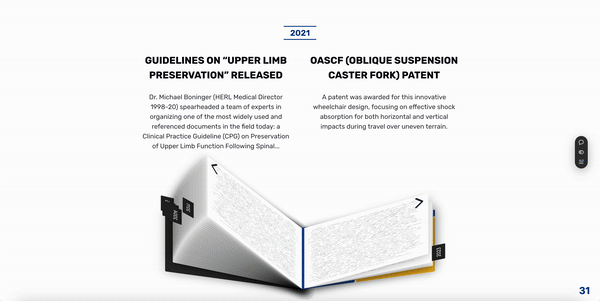 2021
GUIDELINES ON “UPPER LIMB
PRESERVATION” RELEASED
Dr. Michael Boninger (HERL Medical Director
1998-20) spearheaded a team of experts in
organizing one of the most widely used and
referenced documents in the field today: a
Clinical Practice Guideline (CPG) on Preservation
of Upper Limb Function Following Spinal...
OASCF (OBLIQUE SUSPENSION
CASTER FORK) PATENT
A patent was awarded for this innovative
wheelchair design, focusing on effective shock
absorption for both horizontal and vertical
impacts during travel over uneven terrain.
2023
31